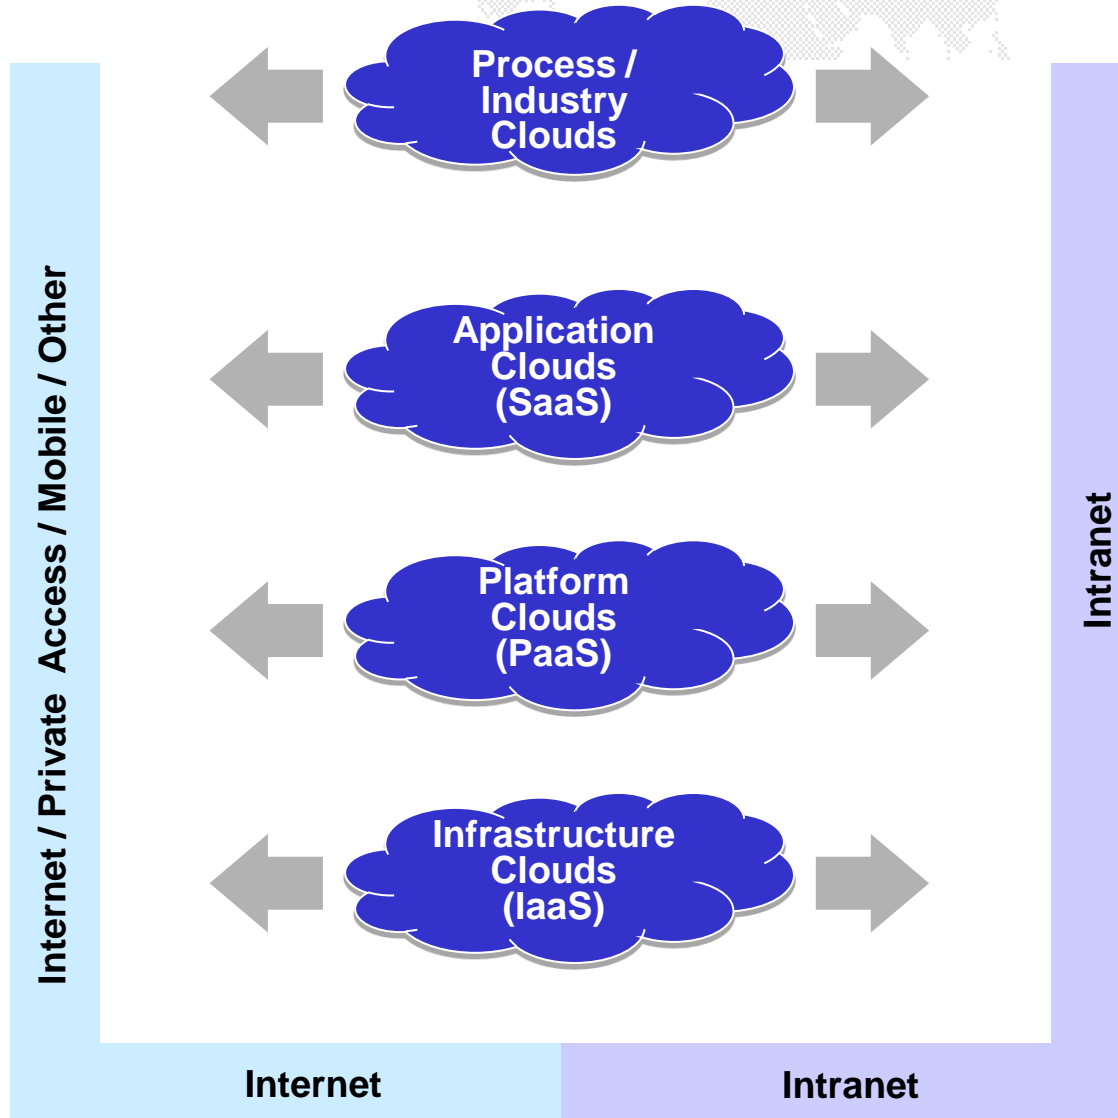 Process /
Industry
Clouds
Internet / Private Access / Mobile / Other
Application
Clouds
(SaaS)
Intranet
Platform
Clouds
(PaaS)
Infrastructure
Clouds
(IaaS)
Internet
Intranet